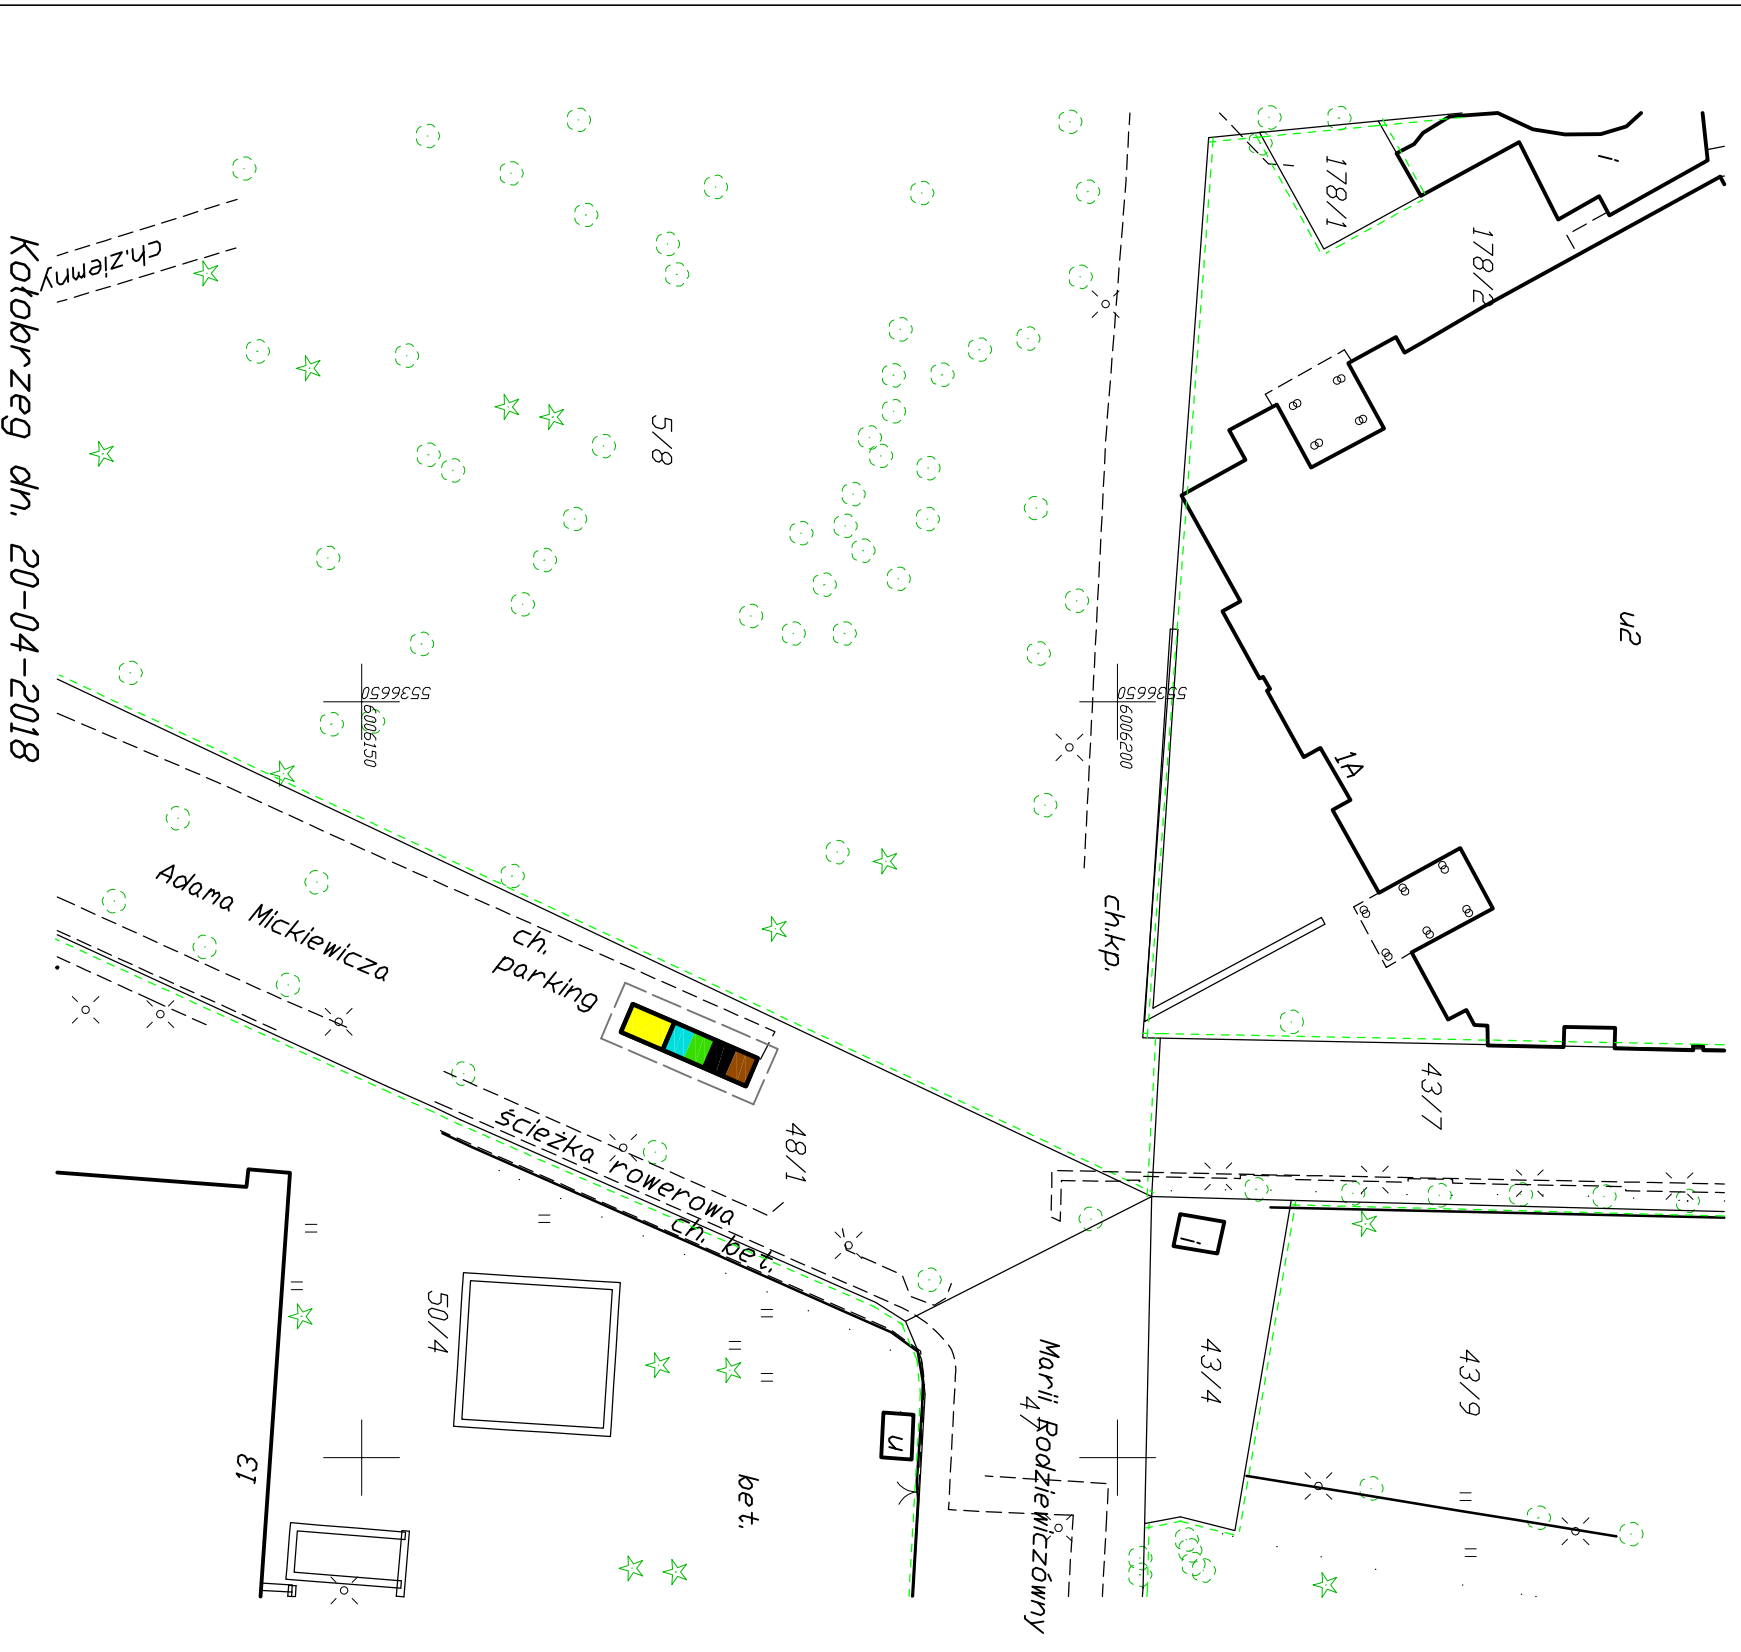 178/1
i
178/2
ch.ziemny
Kołobrzeg dn. 20-04-2018
5/8
u2
5536650
6006150
5536650
6006200
1A
Adama Mickiewicza
ch.
parking
ch.kp.
43/7
48/1
ścieżka rowerowa
ch. bet.
i
50/4
43/4
43/9
Marii Rodziewiczówny
4/
u
13
bet.